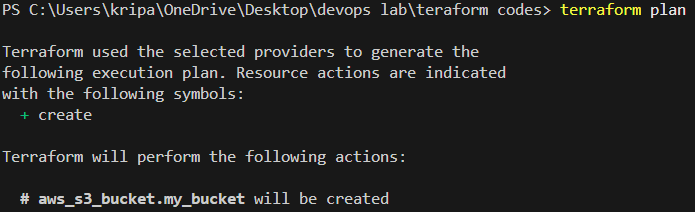 PS C:\Users\kripa\OneDrive\Desktop\devops lab\teraform codes> terraform plan
Terraform used the selected providers to generate the
following execution plan. Resource actions are indicated
with the following symbols:
+ create
Terraform will perform the following actions:
# aws_s3_bucket.my_bucket will be created